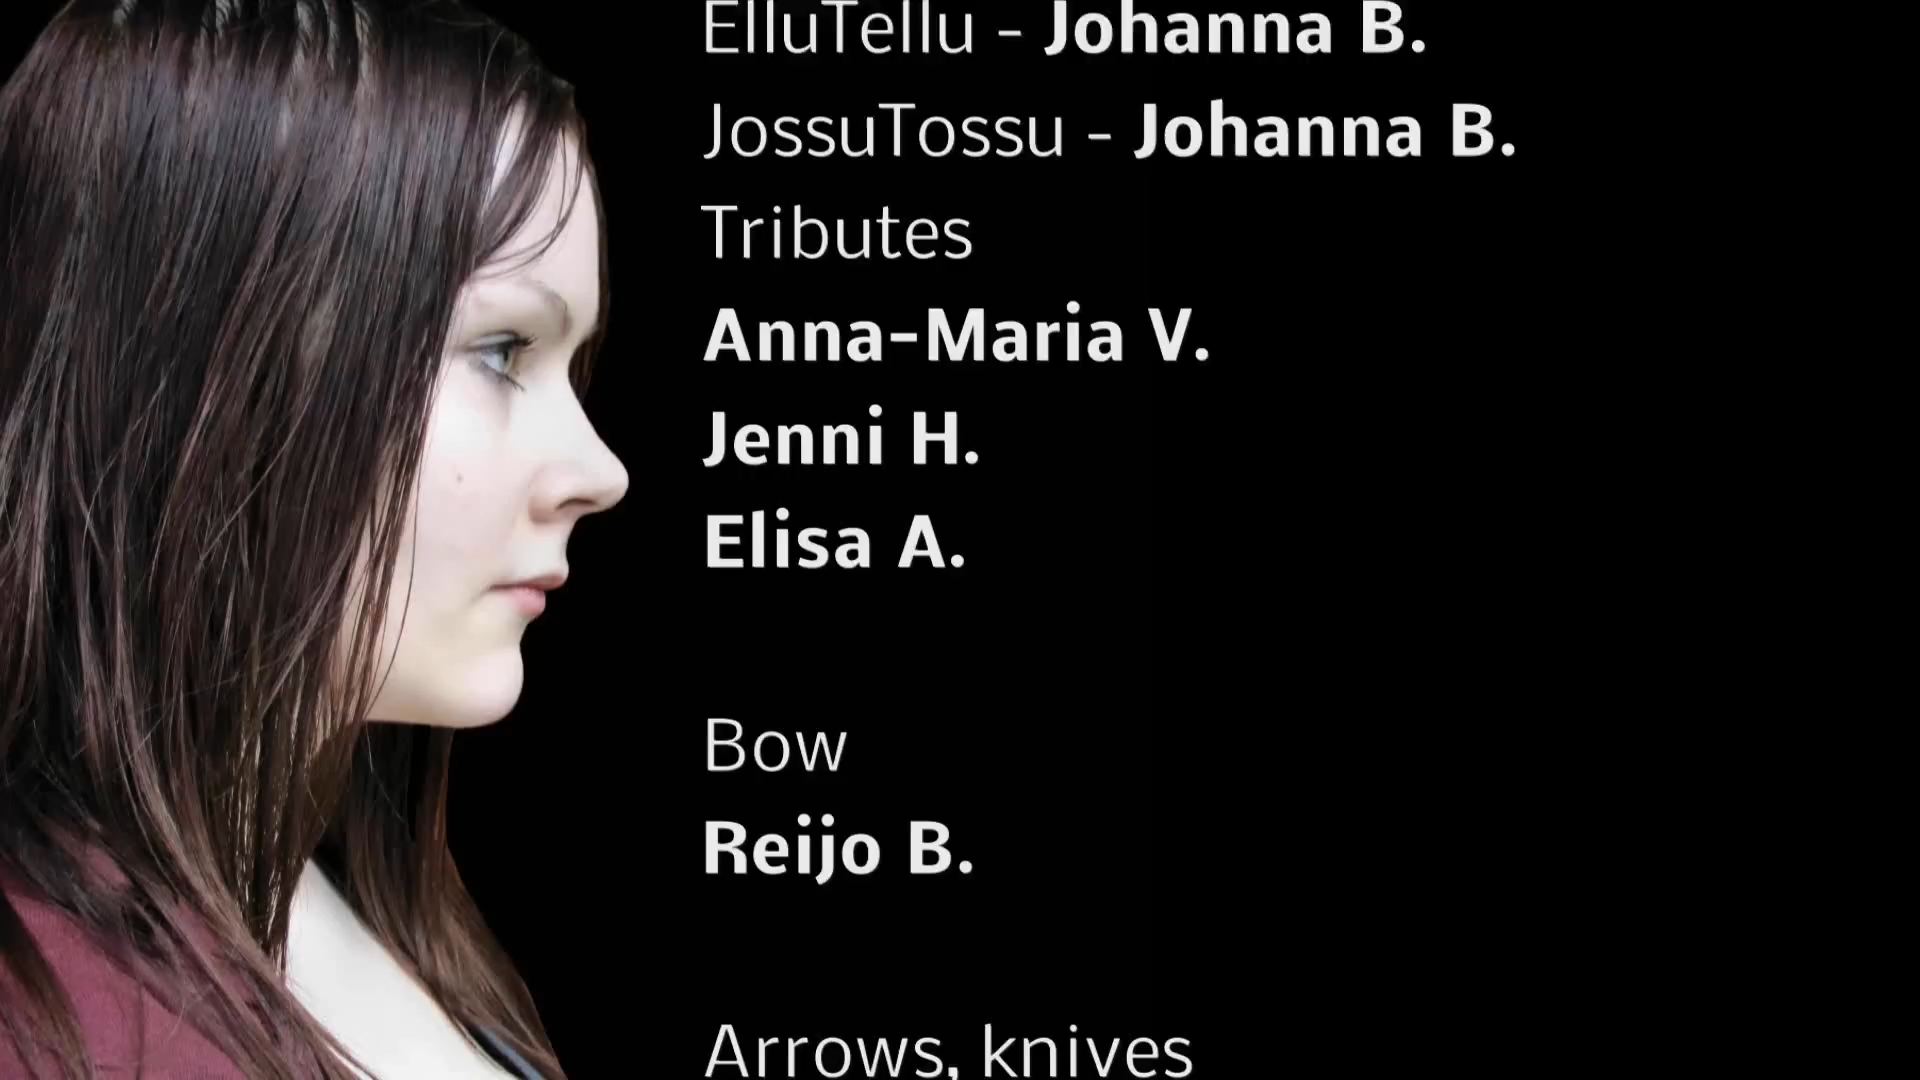 ElluTellu - Johanna B.
JossuTossu - Johanna B.
Tributes
Anna-Maria V.
Jenni H.
Elisa A.
Bow
Reijo B.
Arrows, knives